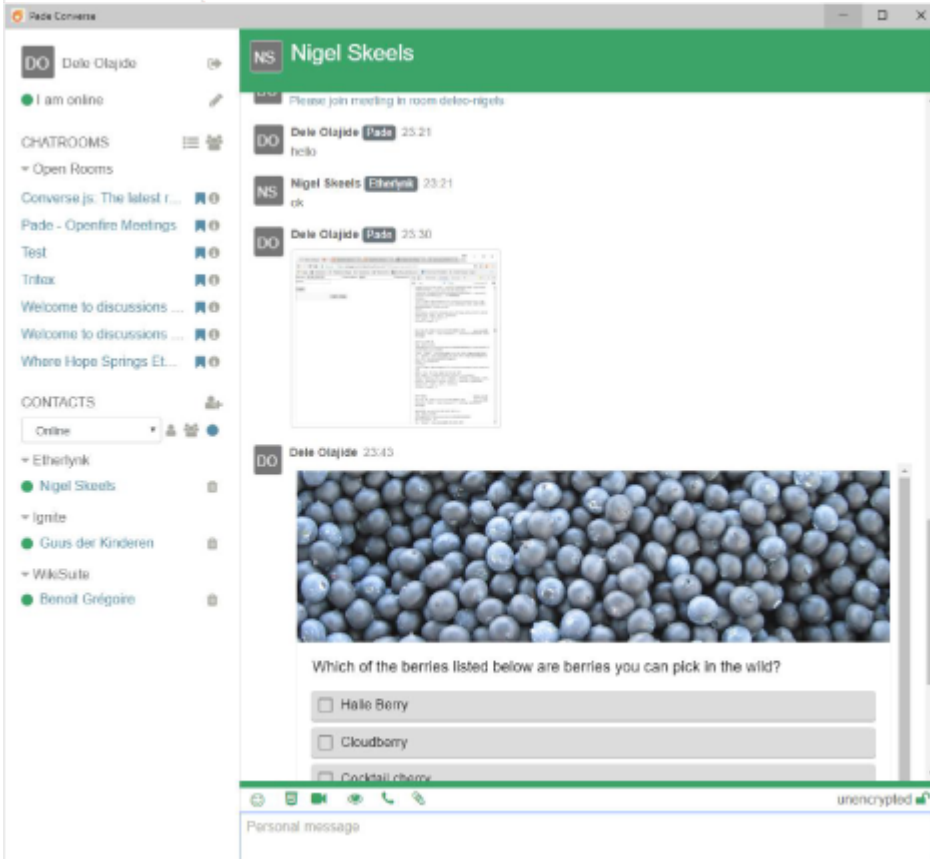 Pade Converse
DO Dele Olajide
I am online
CHATROOMS
Open Rooms
Converse.js: The latest r...
Pade - Openfire Meetings
Test
Tritex
Welcome to discussions ...
Welcome to discussions ...
Where Hope Springs Et...
CONTACTS
Online
Etherlynk
Nigel Skeels
Ignite
Guus der Kinderen
WikiSuite
Benoit Grégoire
NS Nigel Skeels
DO
Please join meeting in room deleo-nigels
DO Dele Olajide Pade 23:21
hello
NS Nigel Skeels Etherlynk 23:21
ok
DO Dele Olajide Pade 23:30
DO Dele Olajide 23:43
Which of the berries listed below are berries you can pick in the wild?
Halle Berry
Cloudberry
Cocktail cherry
unencrypted
Personal message